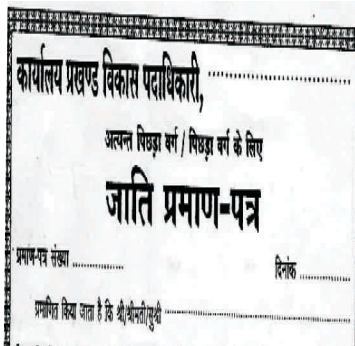 कार्यालय प्रखण्ड विकास पदाधिकारी, ....................
अत्यन्त पिछड़ा वर्ग / पिछड़ा वर्ग के लिए
जाति प्रमाण-पत्र
प्रमाण-पत्र संख्या ............... दिनांक ...............
प्रमाणित किया जाता है कि श्री/श्रीमती/सुश्री ....................